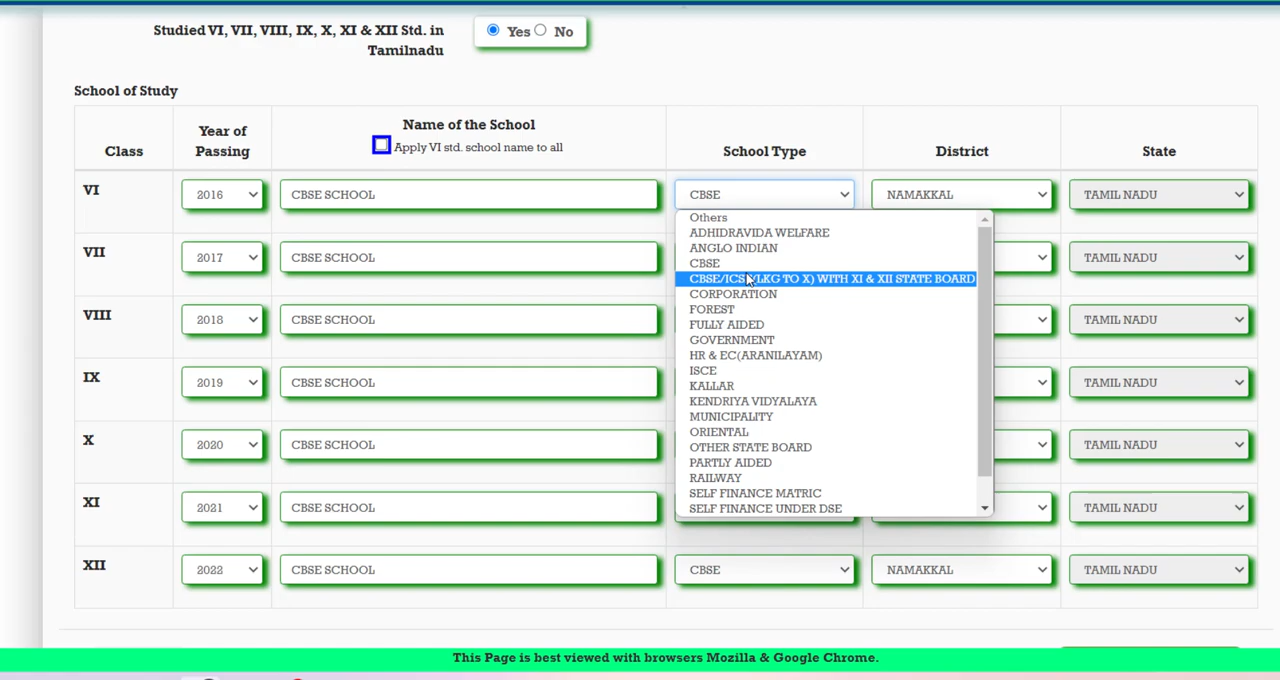 Studied VI, VII, VIII, IX, X, XI & XII Std. in
Tamilnadu
Yes No
School of Study
Class
Year of
Passing
Name of the School
Apply VI std. school name to all
School Type
District
State
VI 2016 CBSE SCHOOL CBSE NAMAKKAL TAMIL NADU
Others
ADHIDRAVIDA WELFARE
ANGLO INDIAN
CBSE
CBSE/ICSE(LKG TO X) WITH XI & XII STATE BOARD
CORPORATION
FOREST
FULLY AIDED
GOVERNMENT
HR & EC(ARANILAYAM)
ISCE
KALLAR
KENDRIYA VIDYALAYA
MUNICIPALITY
ORIENTAL
OTHER STATE BOARD
PARTLY AIDED
RAILWAY
SELF FINANCE MATRIC
SELF FINANCE UNDER DSE
VII 2017 CBSE SCHOOL TAMIL NADU
VIII 2018 CBSE SCHOOL TAMIL NADU
IX 2019 CBSE SCHOOL TAMIL NADU
X 2020 CBSE SCHOOL TAMIL NADU
XI 2021 CBSE SCHOOL TAMIL NADU
XII 2022 CBSE SCHOOL CBSE NAMAKKAL TAMIL NADU
This Page is best viewed with browsers Mozilla & Google Chrome.